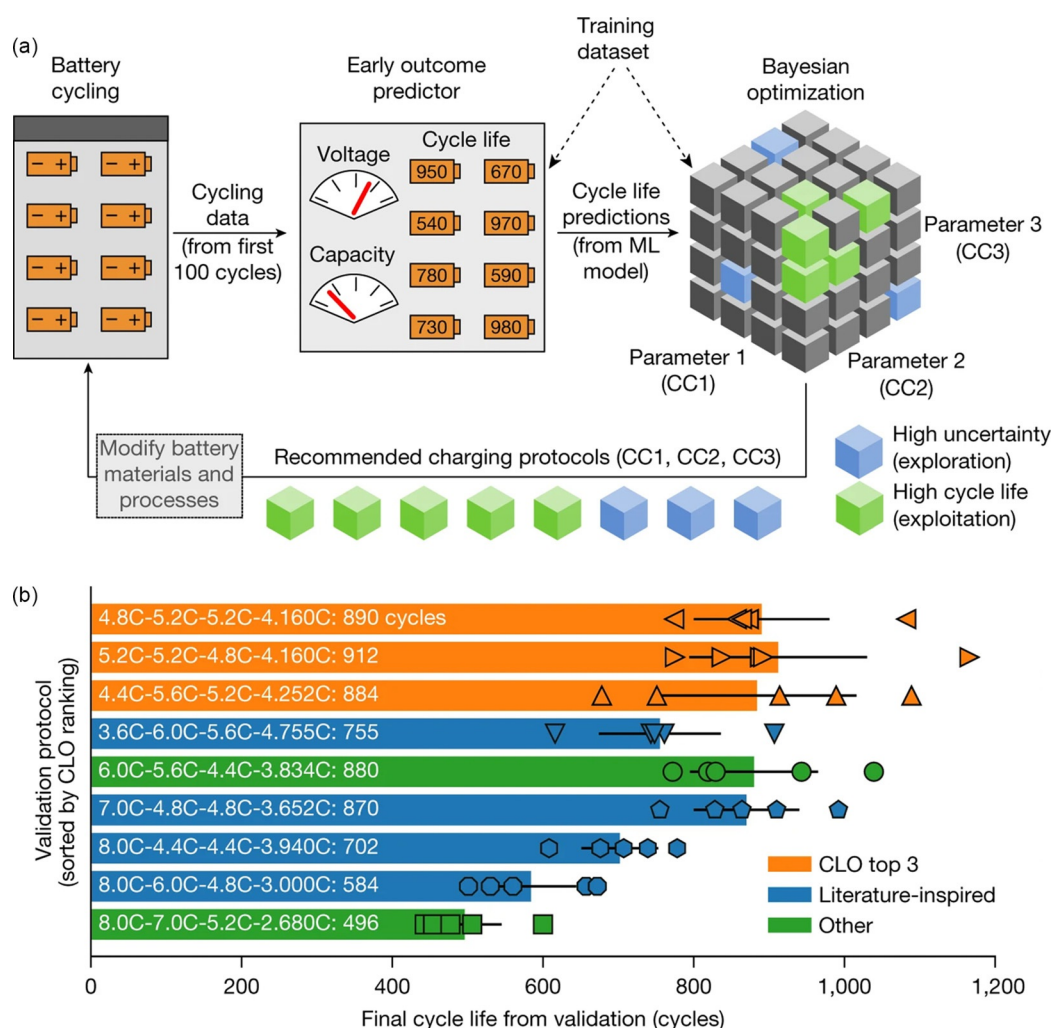 (a)
Battery
cycling
Early outcome
predictor
Training
dataset
Bayesian
optimization
Voltage
Cycle life
950 670
540 970
Capacity
780 590
730 980
Cycling
data
(from first
100 cycles)
Cycle life
predictions
(from ML
model)
Parameter 3
(CC3)
Parameter 1
(CC1)
Parameter 2
(CC2)
Modify battery
materials and
processes
Recommended charging protocols (CC1, CC2, CC3)
High uncertainty
(exploration)
High cycle life
(exploitation)
(b)
Validation protocol
(sorted by CLO ranking)
4.8C-5.2C-5.2C-4.160C: 890 cycles
5.2C-5.2C-4.8C-4.160C: 912
4.4C-5.6C-5.2C-4.252C: 884
3.6C-6.0C-5.6C-4.755C: 755
6.0C-5.6C-4.4C-3.834C: 880
7.0C-4.8C-4.8C-3.652C: 870
8.0C-4.4C-4.4C-3.940C: 702
8.0C-6.0C-4.8C-3.000C: 584
8.0C-7.0C-5.2C-2.680C: 496
CLO top 3
Literature-inspired
Other
0 200 400 600 800 1,000 1,200
Final cycle life from validation (cycles)